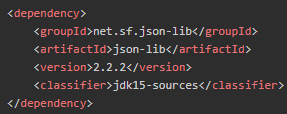 <dependency>
    <groupId>net.sf.json-lib</groupId>
    <artifactId>json-lib</artifactId>
    <version>2.2.2</version>
    <classifier>jdk15-sources</classifier>
</dependency>